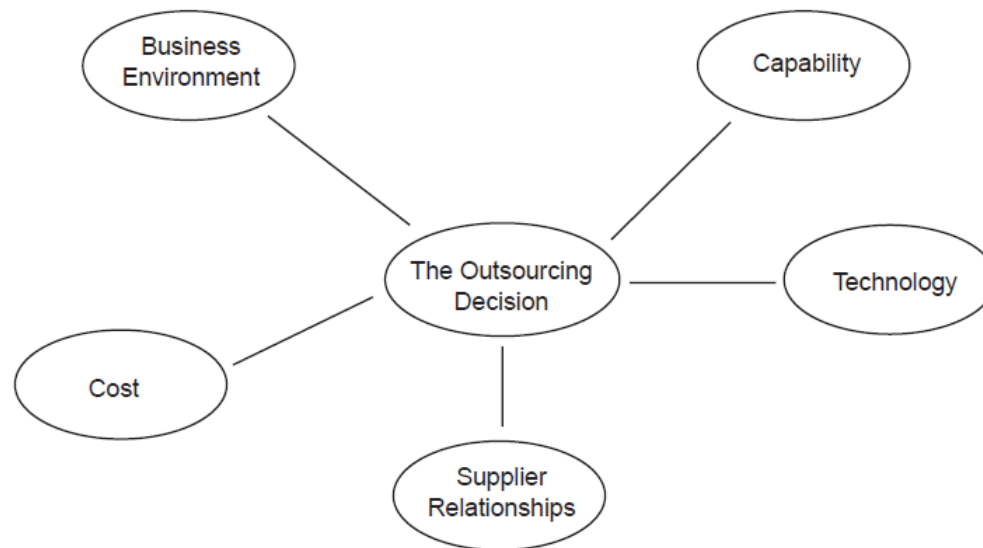 Business
Environment
Capability
The Outsourcing
Decision
Technology
Cost
Supplier
Relationships